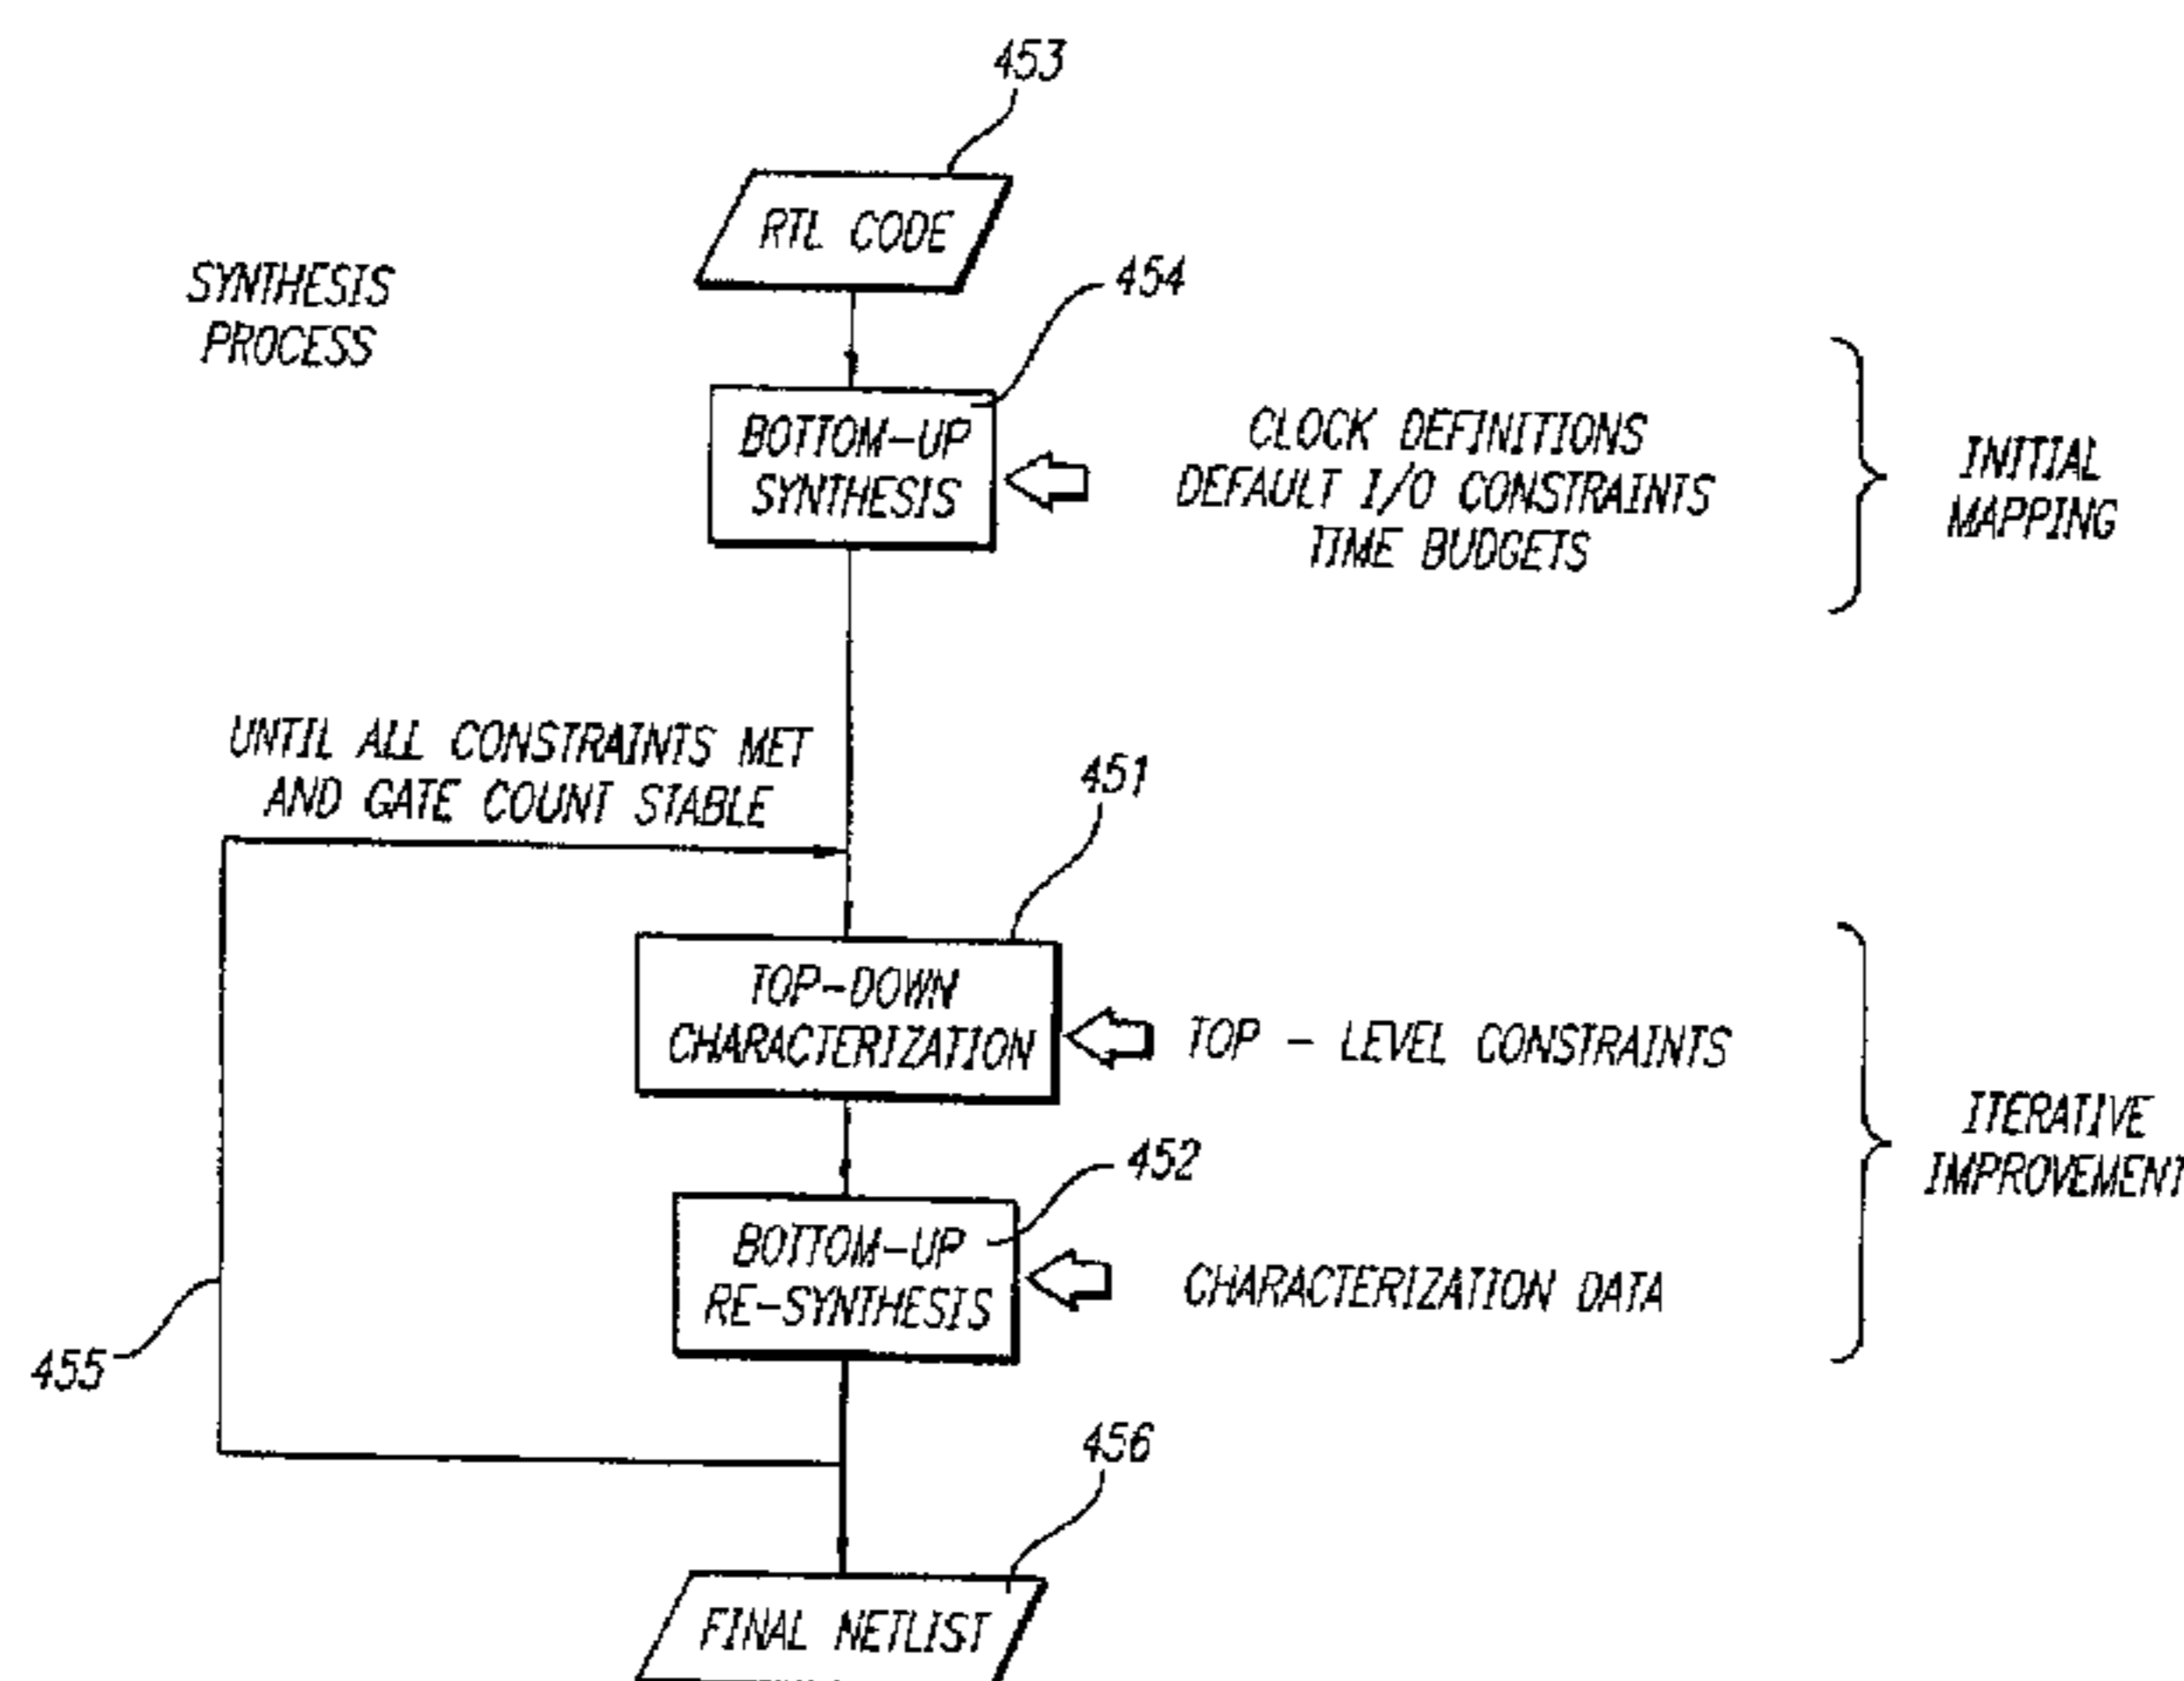 453
RTL CODE
454
SYNTHESIS
PROCESS
BOTTOM-UP
SYNTHESIS
CLOCK DEFINITIONS
DEFAULT I/O CONSTRAINTS
TIME BUDGETS
INITIAL
MAPPING
UNTIL ALL CONSTRAINTS MET
AND GATE COUNT STABLE
451
TOP-DOWN
CHARACTERIZATION
TOP - LEVEL CONSTRAINTS
ITERATIVE
IMPROVEMENT
452
BOTTOM-UP
RE-SYNTHESIS
CHARACTERIZATION DATA
455
456
FINAL NETLIST